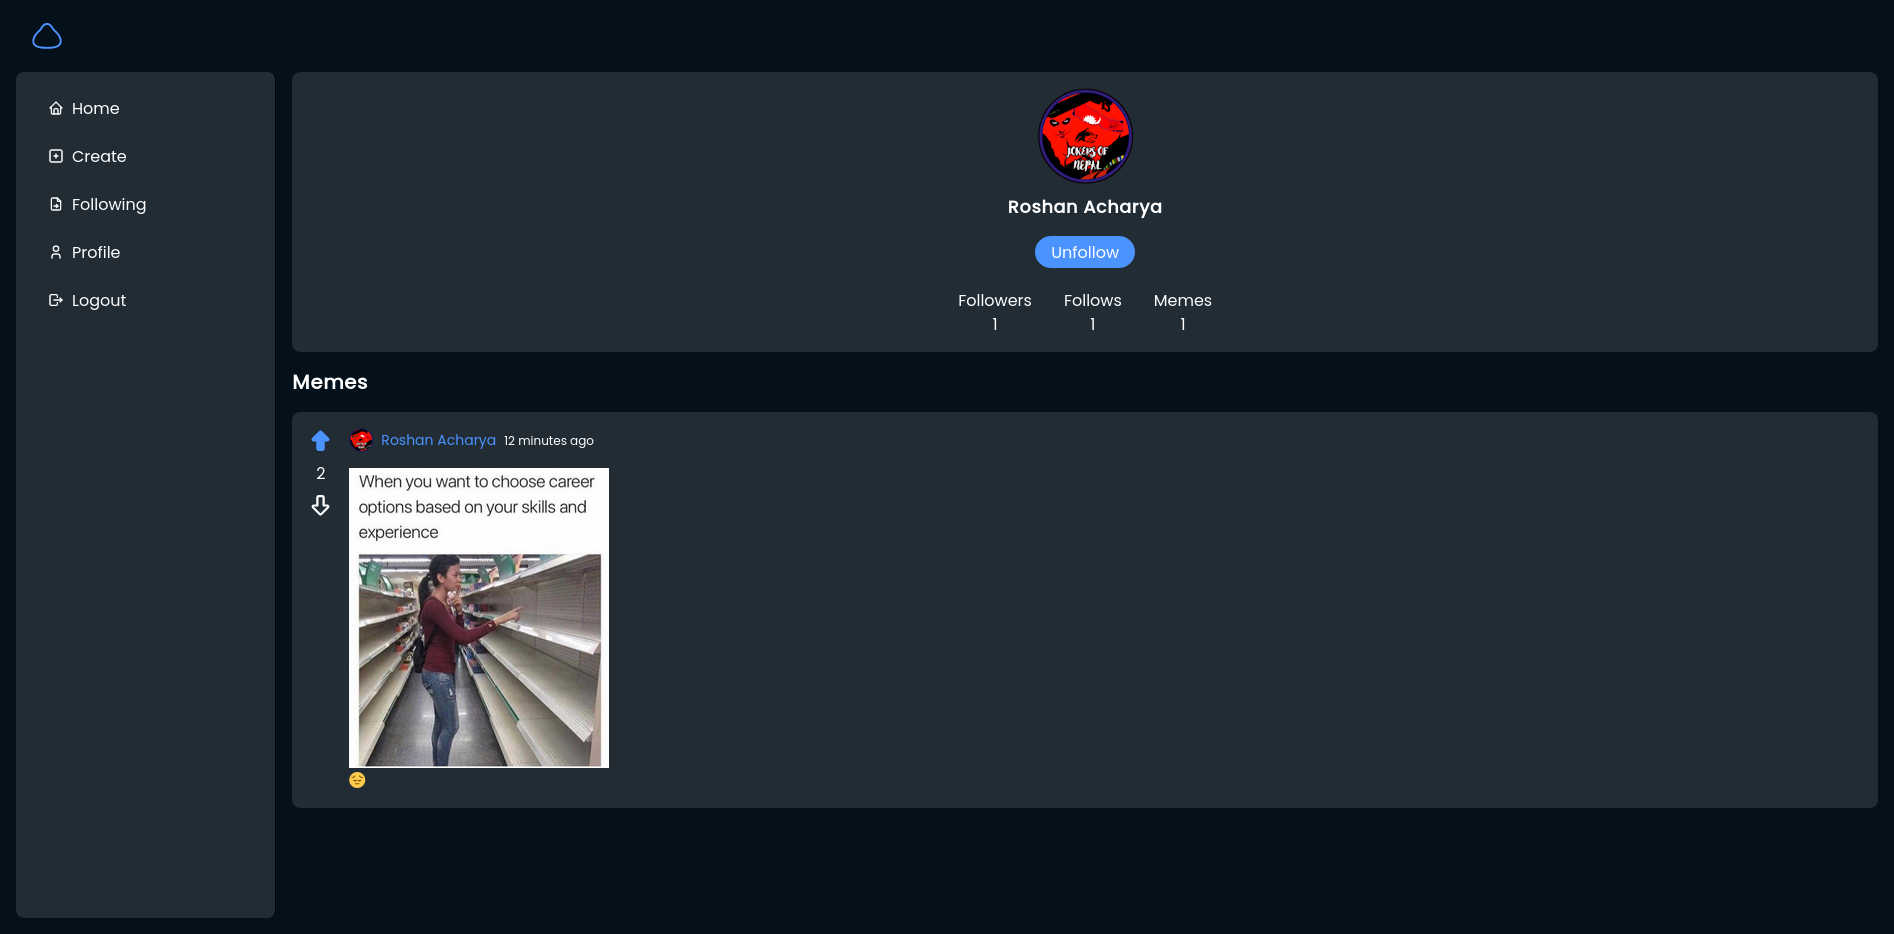 Home
Create
Following
Profile
Logout
JOKERS OF
NEPAL
Roshan Acharya
Unfollow
Followers Follows Memes
1 1 1
Memes
Roshan Acharya 12 minutes ago
2
When you want to choose career
options based on your skills and
experience